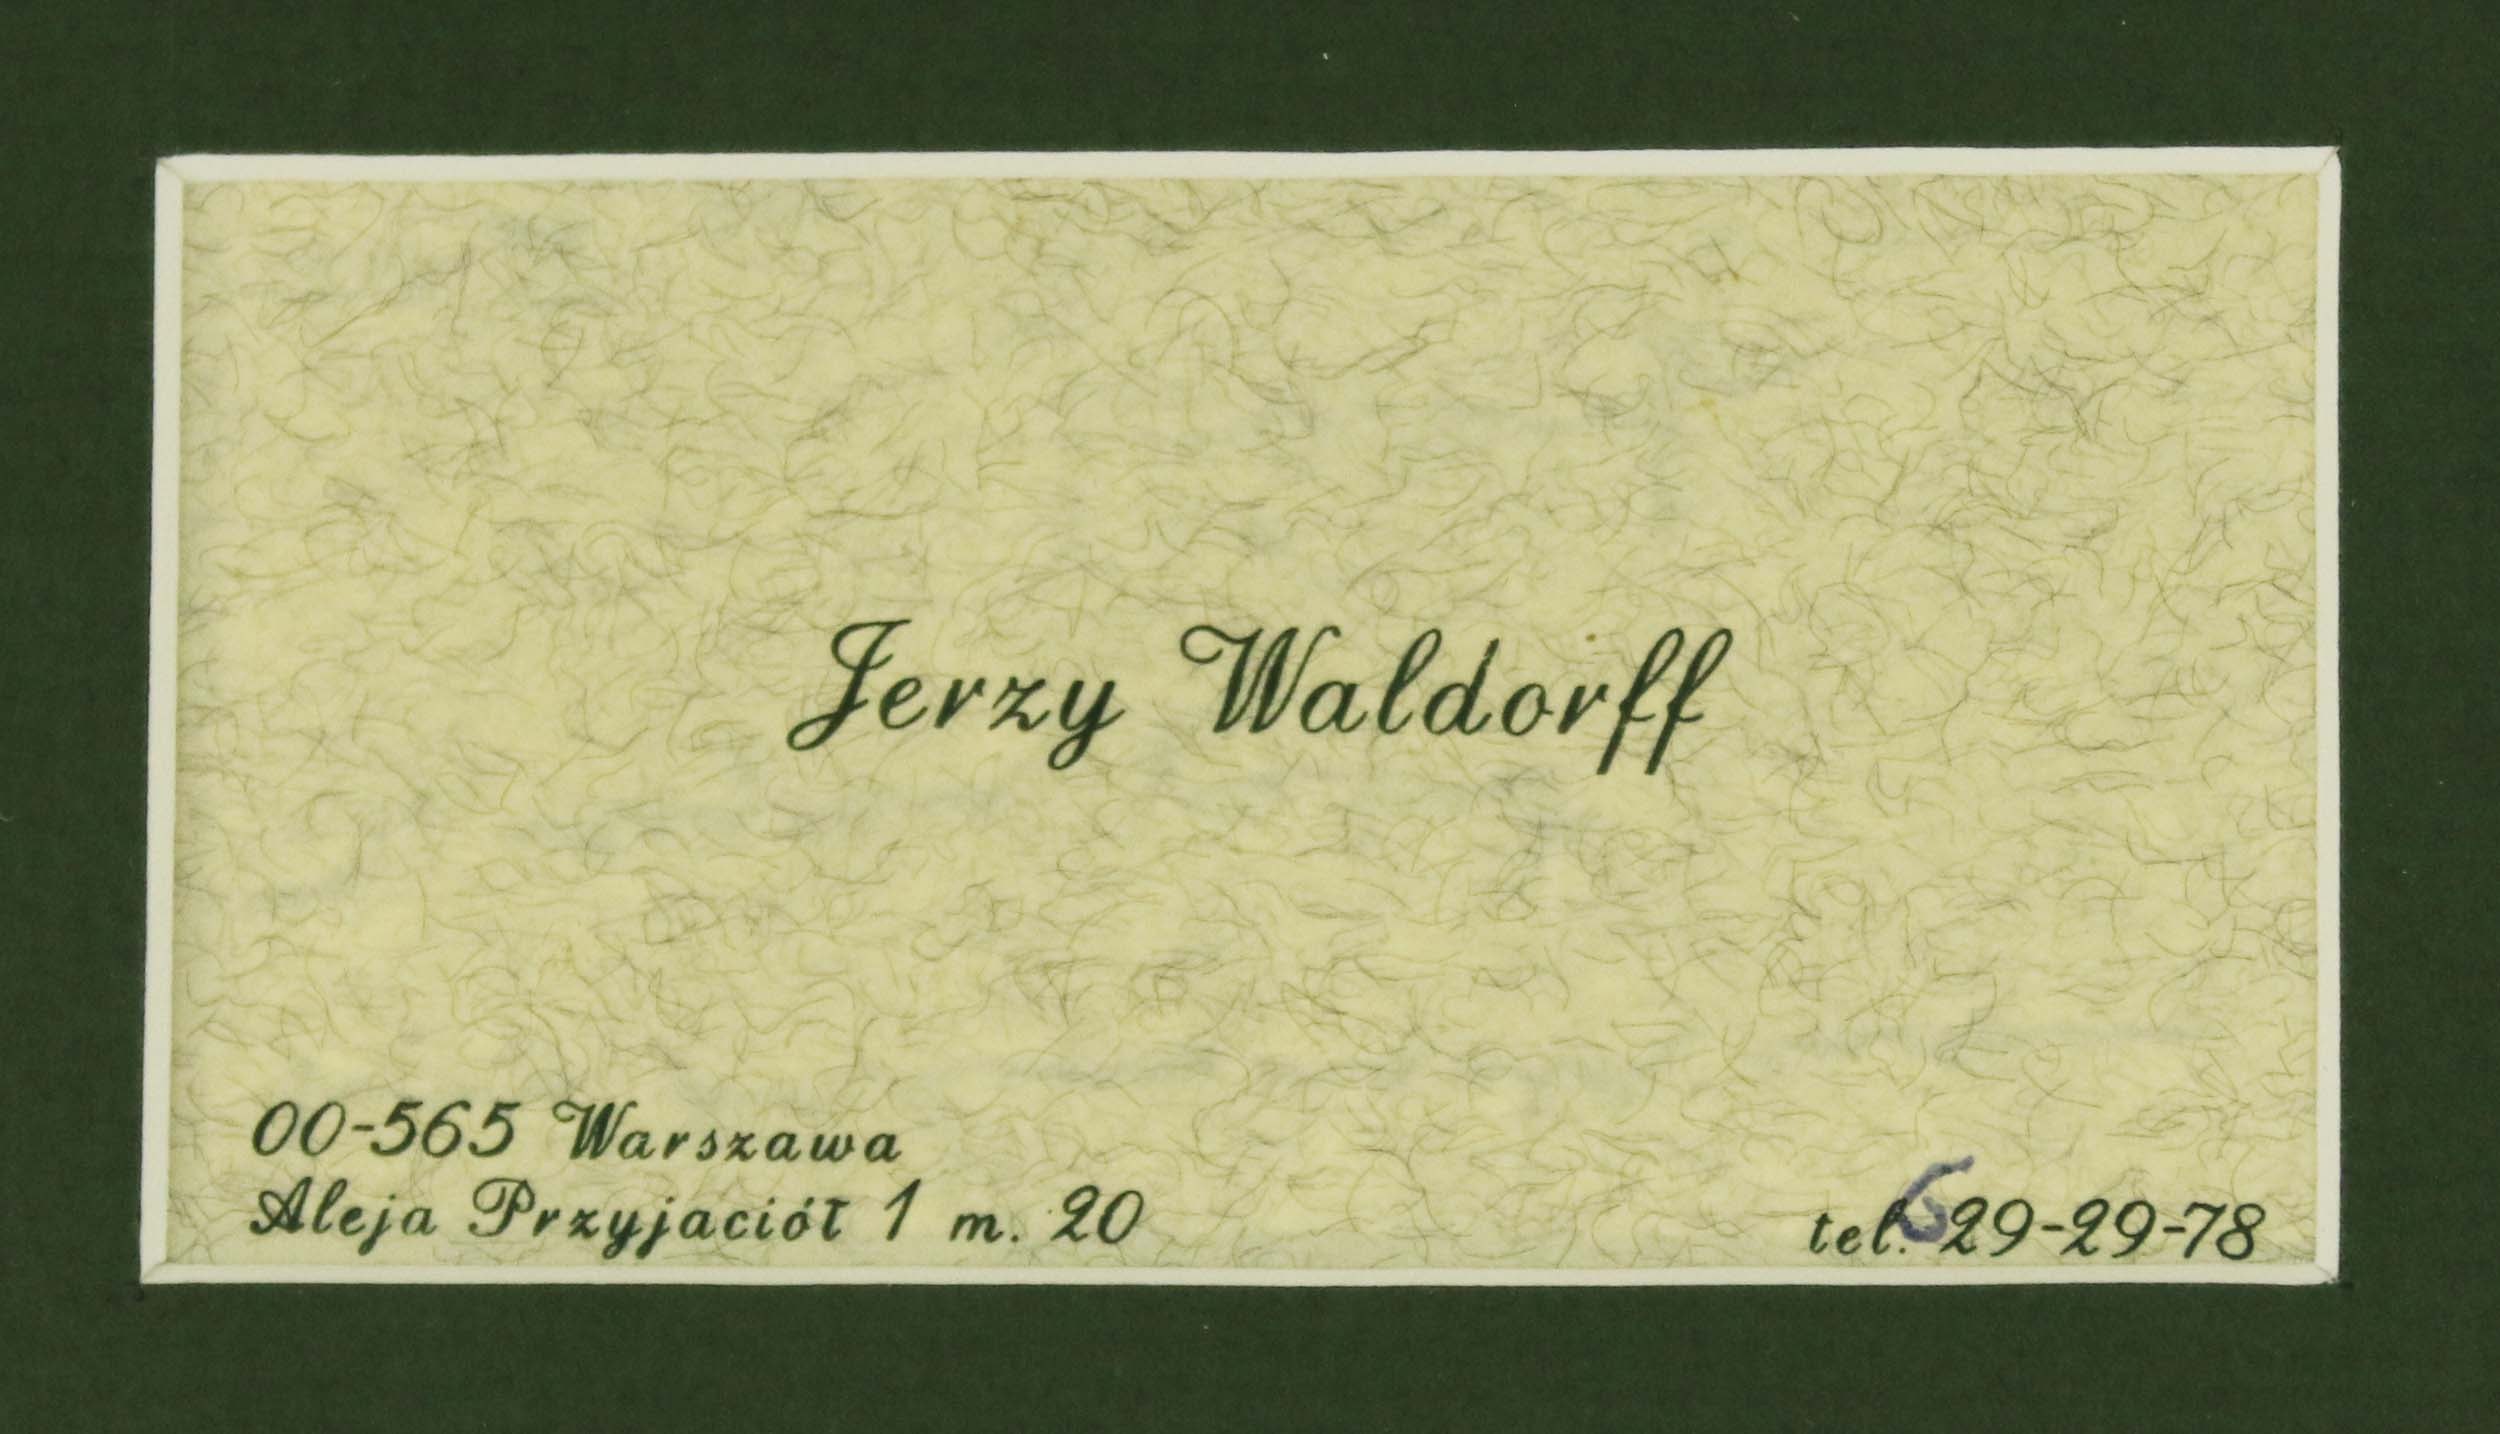 Jerzy Waldorff
00-565 Warszawa
Aleja Przyjaciół 1 m. 20
tel. 629-29-78